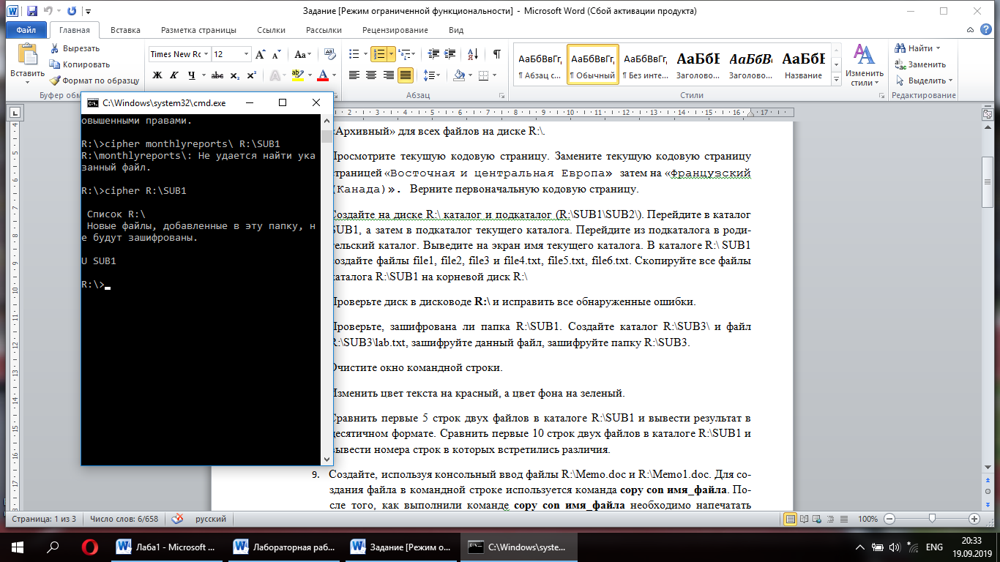 Задание [Режим ограниченной функциональности] - Microsoft Word (Сбой активации продукта)
Файл Главная Вставка Разметка страницы Ссылки Рассылки Рецензирование Вид
Вставить
Вырезать
Копировать
Формат по образцу
Times New Ro 12
Ж К Ч abc x₂ x²
АаБбВвГг, АаБбВвГг, АаБбВвГг, АаБбЕ АаБбВв АаБбВ
¶ Абзац с... ¶ Обычный ¶ Без инте... Заголово... Заголово... Название
Изменить стили
Найти
Заменить
Выделить
Абзац Стили Редактирование
C:\Windows\system32\cmd.exe
овышенными правами.
R:\>cipher monthlyreports\ R:\SUB1
R:\monthlyreports\: Не удается найти ука
занный файл.
R:\>cipher R:\SUB1
Список R:\
Новые файлы, добавленные в эту папку, н
е будут зашифрованы.
U SUB1
R:\>
«Архивный» для всех файлов на диске R:\.
Просмотрите текущую кодовую страницу. Замените текущую кодовую страницу
страницей «Восточная и центральная Европа» затем на «Французский
(Канада)». Верните первоначальную кодовую страницу.
Создайте на диске R:\ каталог и подкаталог (R:\SUB1\SUB2\). Перейдите в каталог
SUB1, а затем в подкаталог текущего каталога. Перейдите из подкаталога в роди-
тельский каталог. Выведите на экран имя текущего каталога. В каталоге R:\ SUB1
создайте файлы file1, file2, file3 и file4.txt, file5.txt, file6.txt. Скопируйте все файлы
каталога R:\SUB1 на корневой диск R:\
Проверьте диск в дисководе R:\ и исправить все обнаруженные ошибки.
Проверьте, зашифрована ли папка R:\SUB1. Создайте каталог R:\SUB3\ и файл
R:\SUB3\lab.txt, зашифруйте данный файл, зашифруйте папку R:\SUB3.
Очистите окно командной строки.
Изменить цвет текста на красный, а цвет фона на зеленый.
Сравнить первые 5 строк двух файлов в каталоге R:\SUB1 и вывести результат в
десятичном формате. Сравнить первые 10 строк двух файлов в каталоге R:\SUB1 и
вывести номера строк в которых встретились различия.
9. Создайте, используя консольный ввод файлы R:\Memo.doc и R:\Memo1.doc. Для со-
здания файла в командной строке используется команда copy con имя_файла. По-
сле того, как выполнили команде copy con имя_файла необходимо напечатать
Страница: 1 из 3 Число слов: 6/658 русский 100%
Лаба1 - Microsoft ... Лабораторная раб... Задание [Режим о... C:\Windows\syste... ENG 20:33
19.09.2019